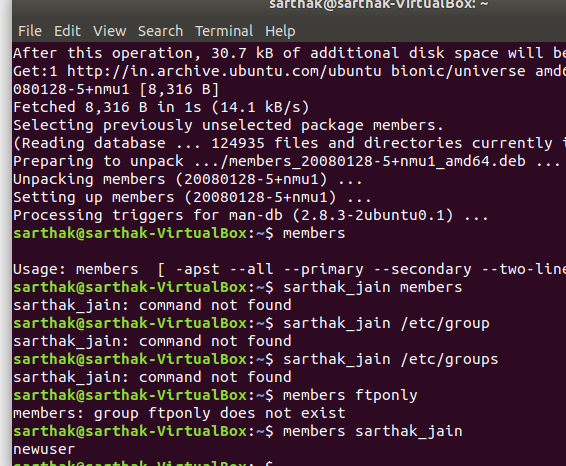 sarthak@sarthak-VirtualBox: ~
File Edit View Search Terminal Help
After this operation, 30.7 kB of additional disk space will be
Get:1 http://in.archive.ubuntu.com/ubuntu bionic/universe amd6
080128-5+nmu1 [8,316 B]
Fetched 8,316 B in 1s (14.1 kB/s)
Selecting previously unselected package members.
(Reading database ... 124935 files and directories currently i
Preparing to unpack .../members_20080128-5+nmu1_amd64.deb ...
Unpacking members (20080128-5+nmu1) ...
Setting up members (20080128-5+nmu1) ...
Processing triggers for man-db (2.8.3-2ubuntu0.1) ...
sarthak@sarthak-VirtualBox:~$ members
Usage: members  [ -apst --all --primary --secondary --two-line
sarthak@sarthak-VirtualBox:~$ sarthak_jain members
sarthak_jain: command not found
sarthak@sarthak-VirtualBox:~$ sarthak_jain /etc/group
sarthak_jain: command not found
sarthak@sarthak-VirtualBox:~$ sarthak_jain /etc/groups
sarthak_jain: command not found
sarthak@sarthak-VirtualBox:~$ members ftponly
members: group ftponly does not exist
sarthak@sarthak-VirtualBox:~$ members sarthak_jain
newuser
sarthak@sarthak-VirtualBox:~$